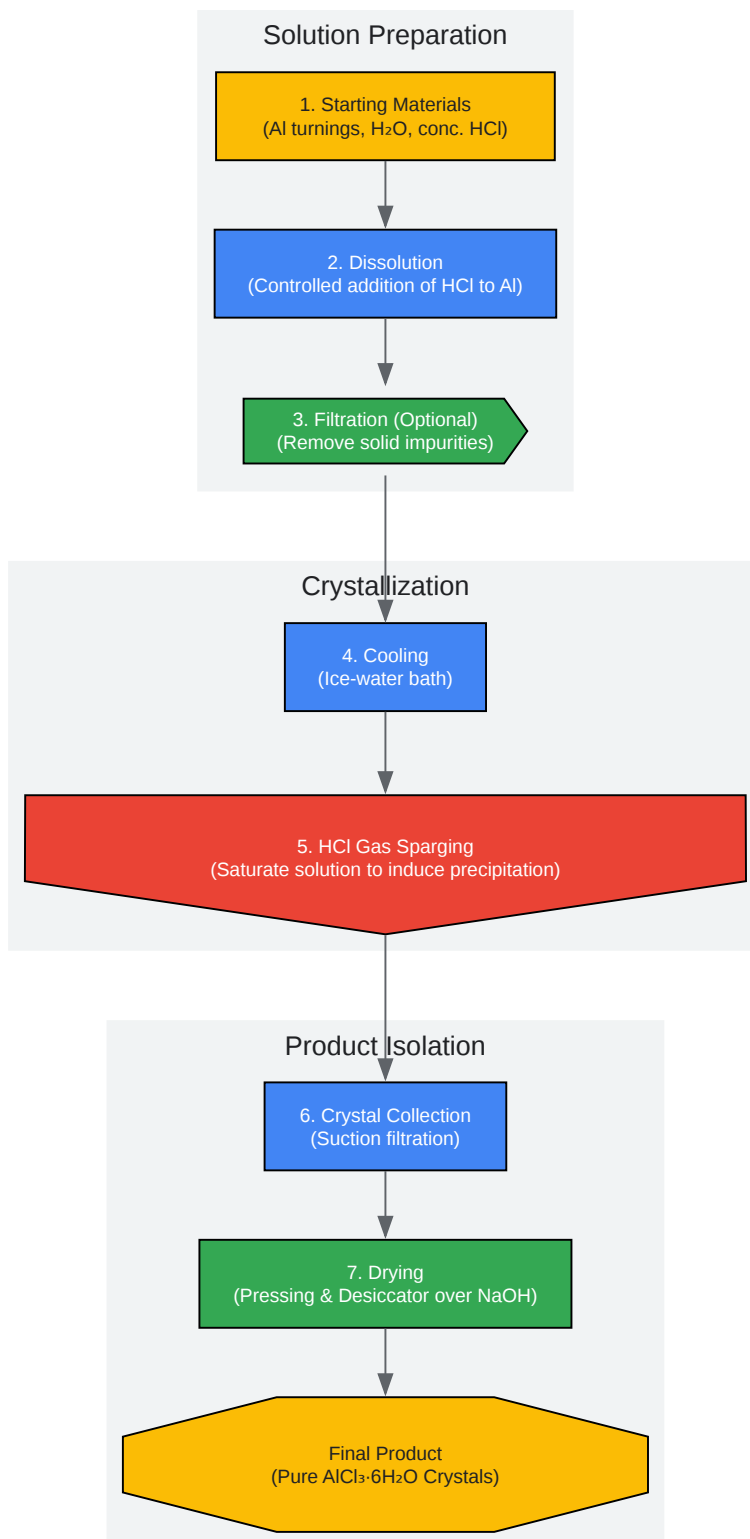 Solution Preparation
1. Starting Materials
(Al turnings, H₂O, conc. HCl)
2. Dissolution
(Controlled addition of HCl to Al)
3. Filtration (Optional)
(Remove solid impurities)
Crystallization
4. Cooling
(Ice-water bath)
5. HCl Gas Sparging
(Saturate solution to induce precipitation)
Product Isolation
6. Crystal Collection
(Suction filtration)
7. Drying
(Pressing & Desiccator over NaOH)
Final Product
(Pure AlCl₃·6H₂O Crystals)